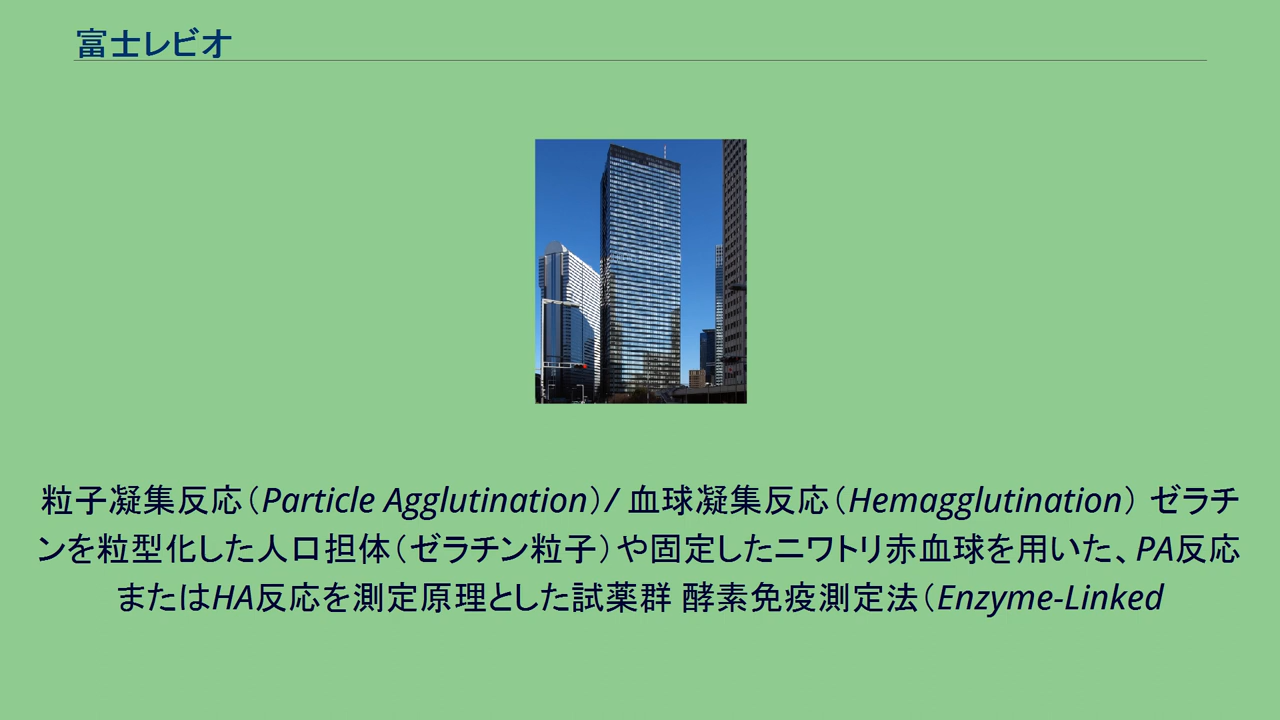 富士レビオ
粒子凝集反応（Particle Agglutination）/ 血球凝集反応（Hemagglutination） ゼラチ
ンを粒型化した人口担体（ゼラチン粒子）や固定したニワトリ赤血球を用いた、PA反応
またはHA反応を測定原理とした試薬群 酵素免疫測定法（Enzyme-Linked